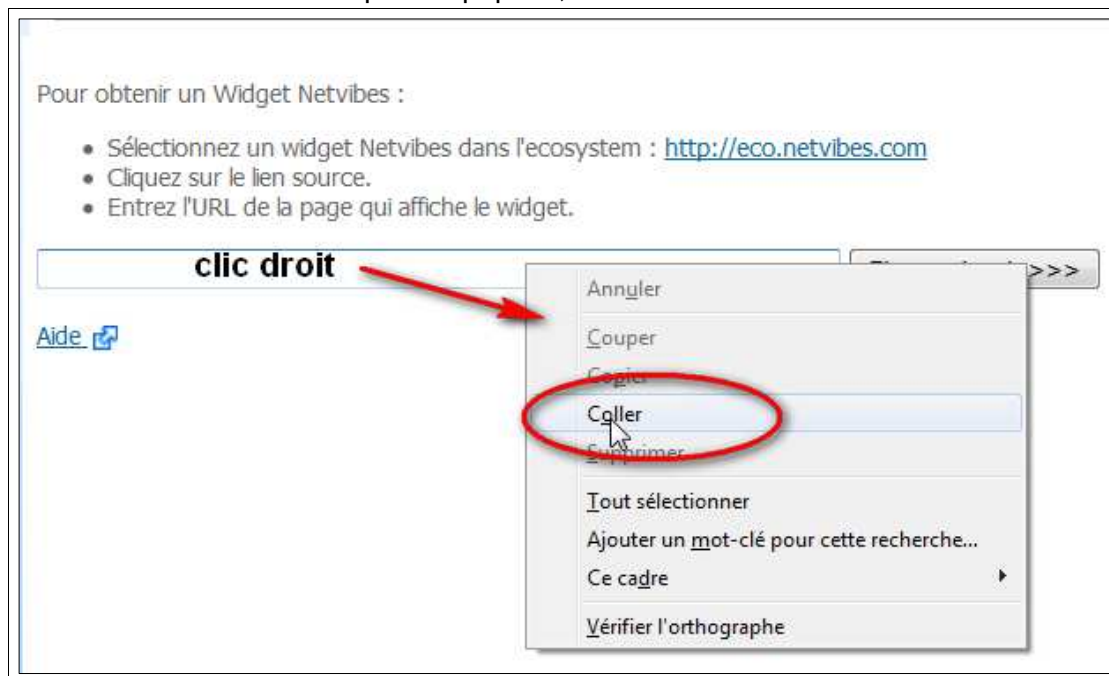 Pour obtenir un Widget Netvibes :
• Sélectionnez un widget Netvibes dans l'ecosystem : http://eco.netvibes.com
• Cliquez sur le lien source.
• Entrez l'URL de la page qui affiche le widget.
clic droit
>>>
Annuler
Aide
Couper
Copier
Coller
Supprimer
Tout sélectionner
Ajouter un mot-clé pour cette recherche...
Ce cadre
Vérifier l'orthographe